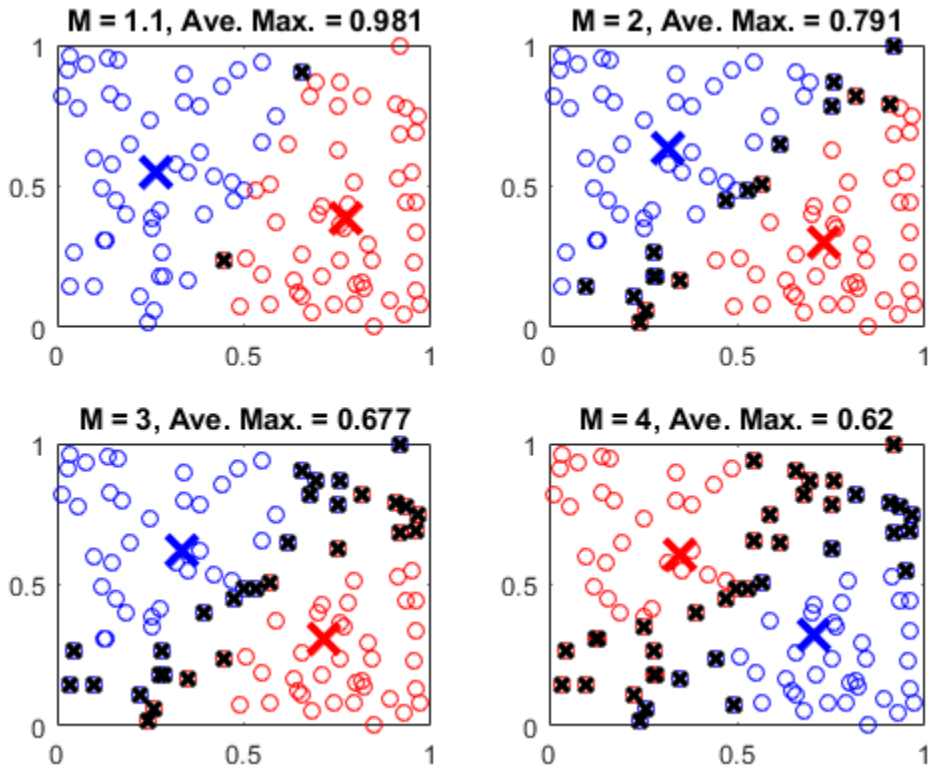 M = 1.1, Ave. Max. = 0.981
M = 2, Ave. Max. = 0.791
1
0.5
0
0 0.5 1
1
0.5
0
0 0.5 1
M = 3, Ave. Max. = 0.677
M = 4, Ave. Max. = 0.62
1
0.5
0
0 0.5 1
1
0.5
0
0 0.5 1